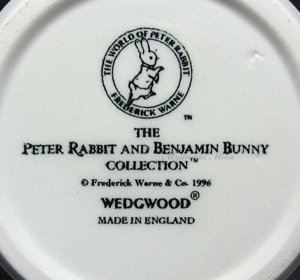 THE WORLD OF PETER RABBIT
FREDERICK WARNE
™
THE
PETER RABBIT AND BENJAMIN BUNNY
COLLECTION™
© Frederick Warne & Co. 1996
WEDGWOOD®
MADE IN ENGLAND